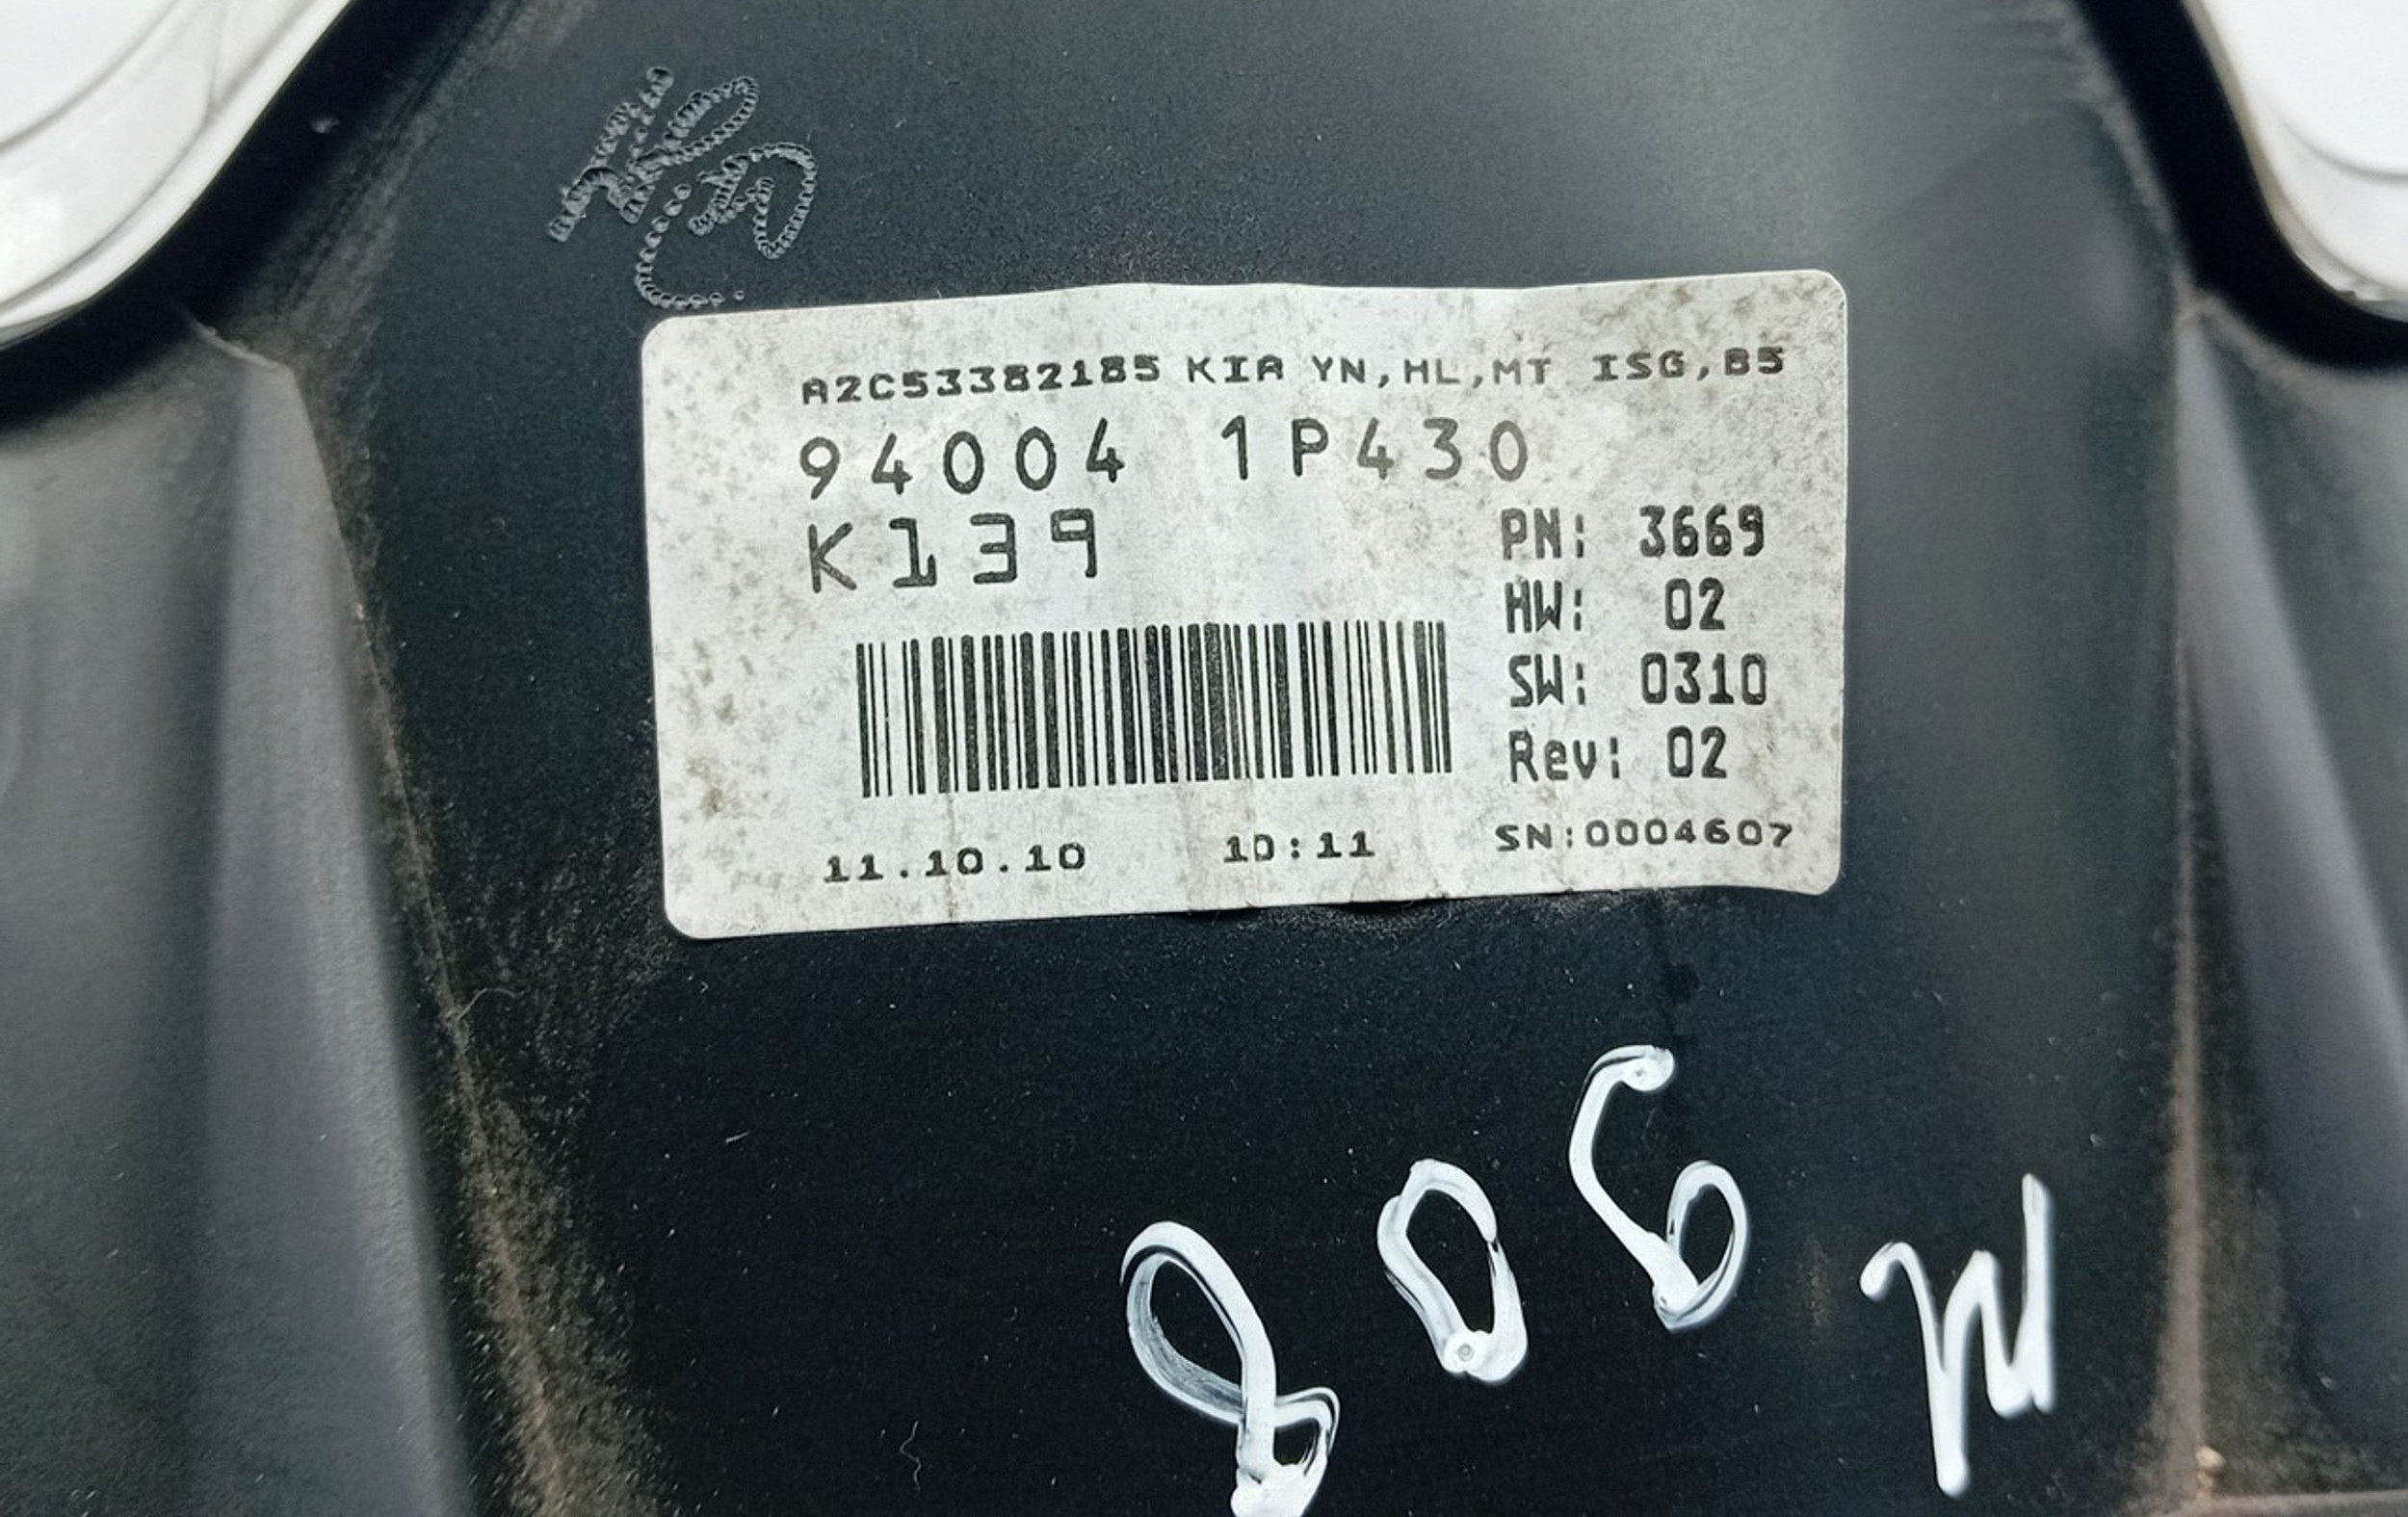 A2C53382185 KIA YN,HL,MT ISG,B5
94004 1P430
K139
PN: 3669
HW: 02
SW: 0310
Rev: 02
11.10.10 10:11 SN:0004607
806